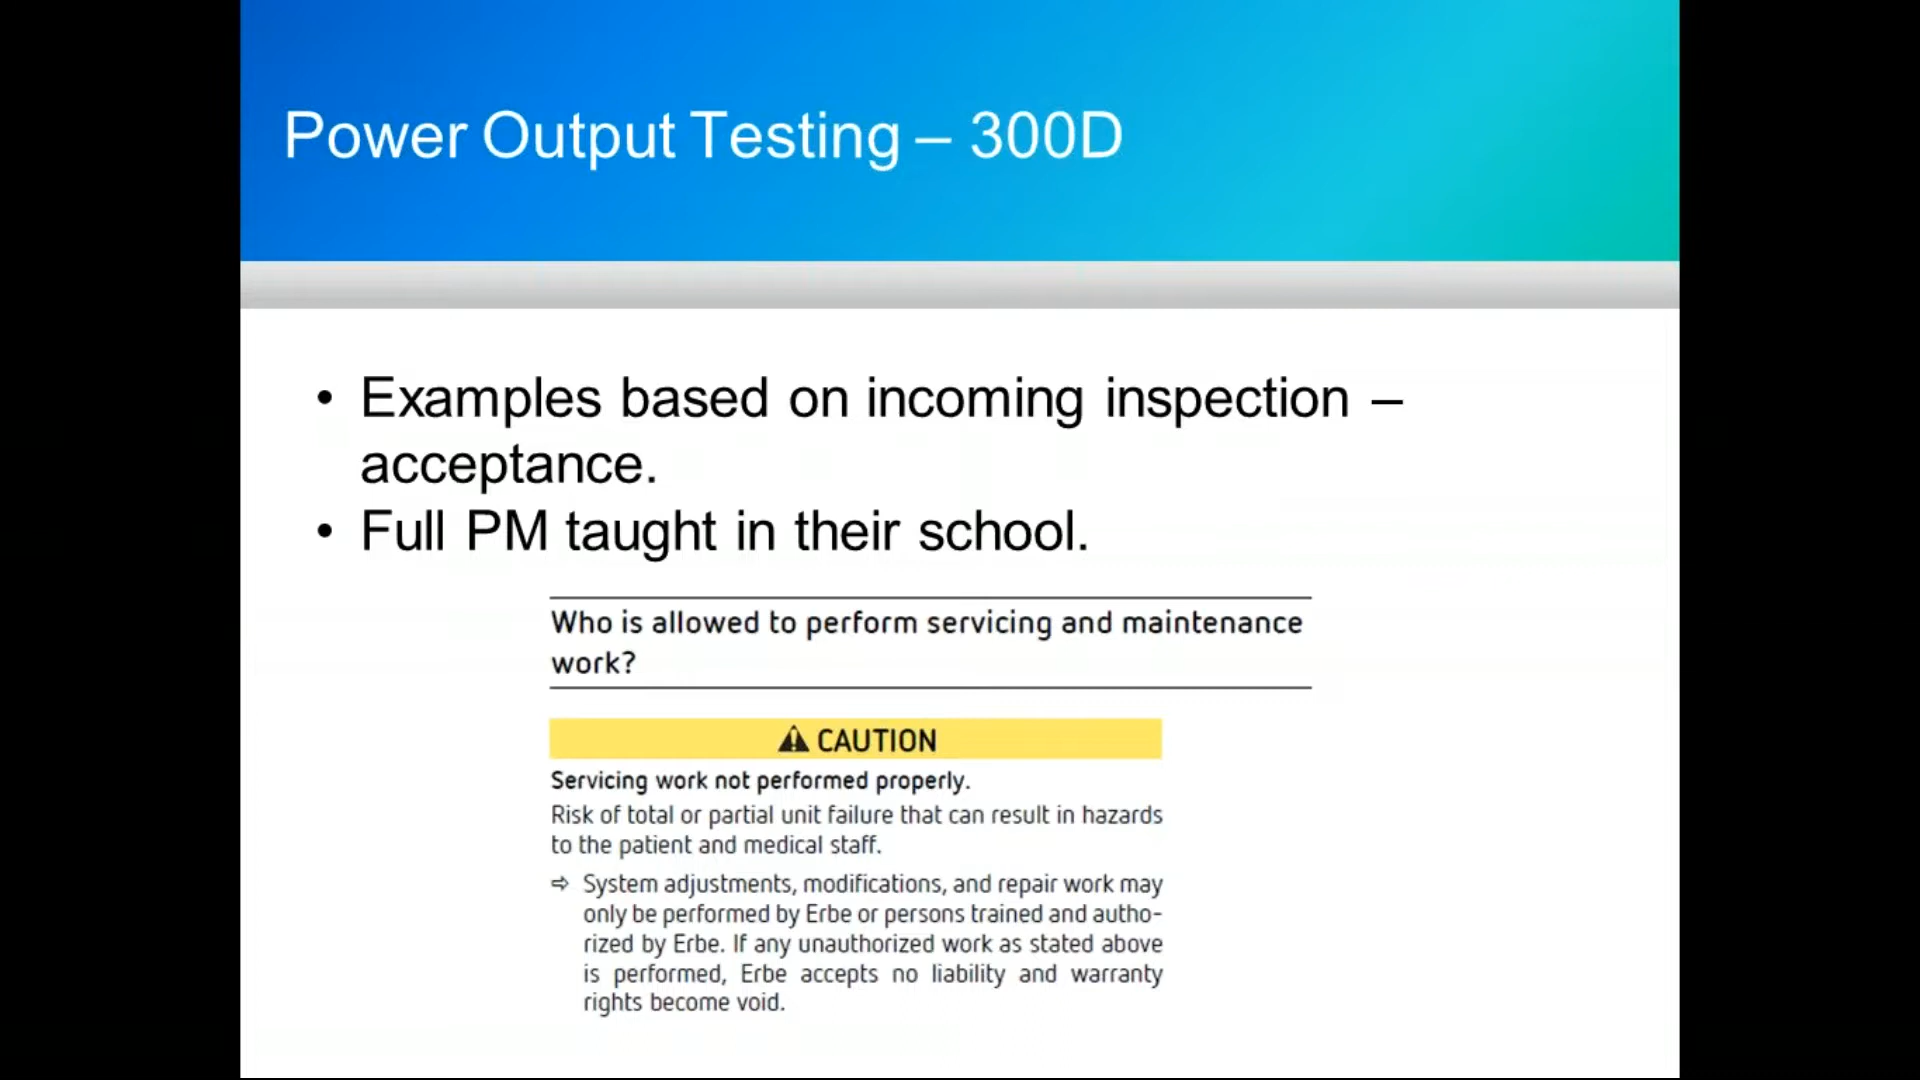 Power Output Testing – 300D
• Examples based on incoming inspection –
acceptance.
• Full PM taught in their school.
Who is allowed to perform servicing and maintenance
work?
⚠ CAUTION
Servicing work not performed properly.
Risk of total or partial unit failure that can result in hazards
to the patient and medical staff.
⇨ System adjustments, modifications, and repair work may
only be performed by Erbe or persons trained and autho-
rized by Erbe. If any unauthorized work as stated above
is performed, Erbe accepts no liability and warranty
rights become void.